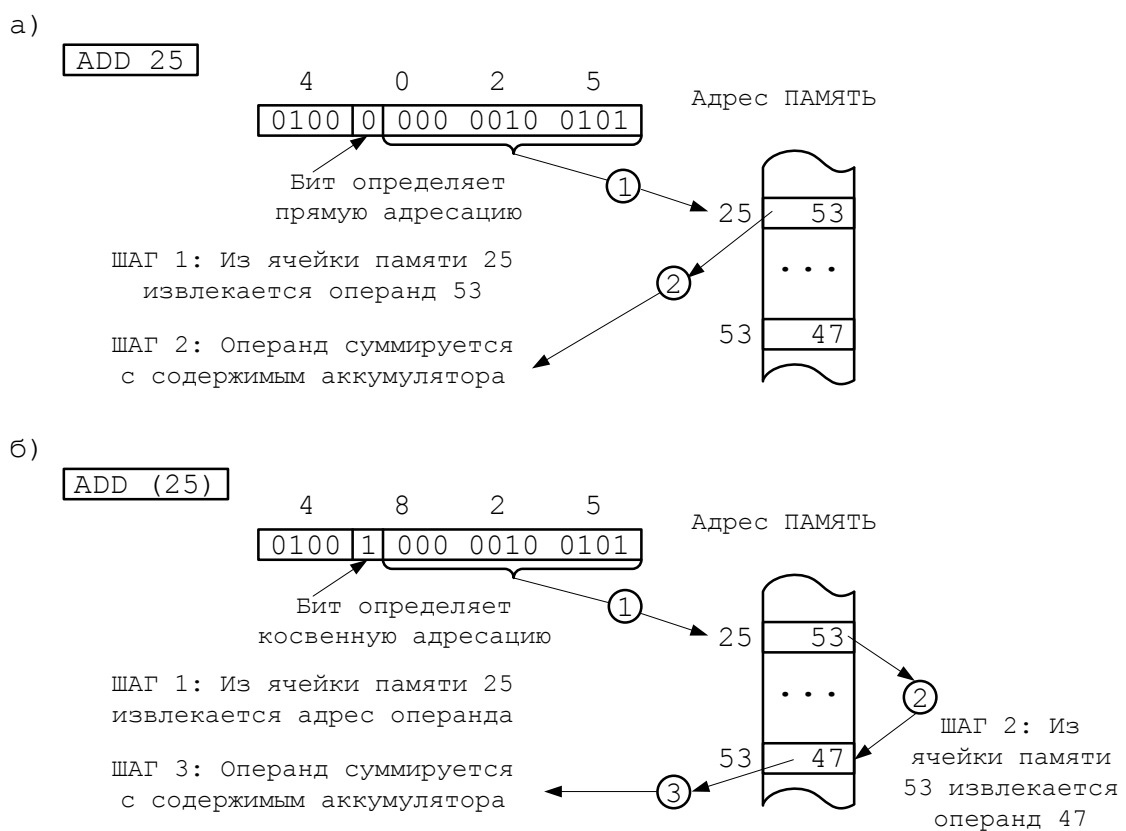 а)
ADD 25
4 0 2 5
0100 0 000 0010 0101
Адрес ПАМЯТЬ
Бит определяет
прямую адресацию
1
25 53
ШАГ 1: Из ячейки памяти 25
извлекается операнд 53
2
...
53 47
ШАГ 2: Операнд суммируется
с содержимым аккумулятора
б)
ADD (25)
4 8 2 5
0100 1 000 0010 0101
Адрес ПАМЯТЬ
Бит определяет
косвенную адресацию
1
25 53
ШАГ 1: Из ячейки памяти 25
извлекается адрес операнда
...
2
ШАГ 2: Из
ячейки памяти
53 извлекается
операнд 47
53 47
ШАГ 3: Операнд суммируется
с содержимым аккумулятора
3